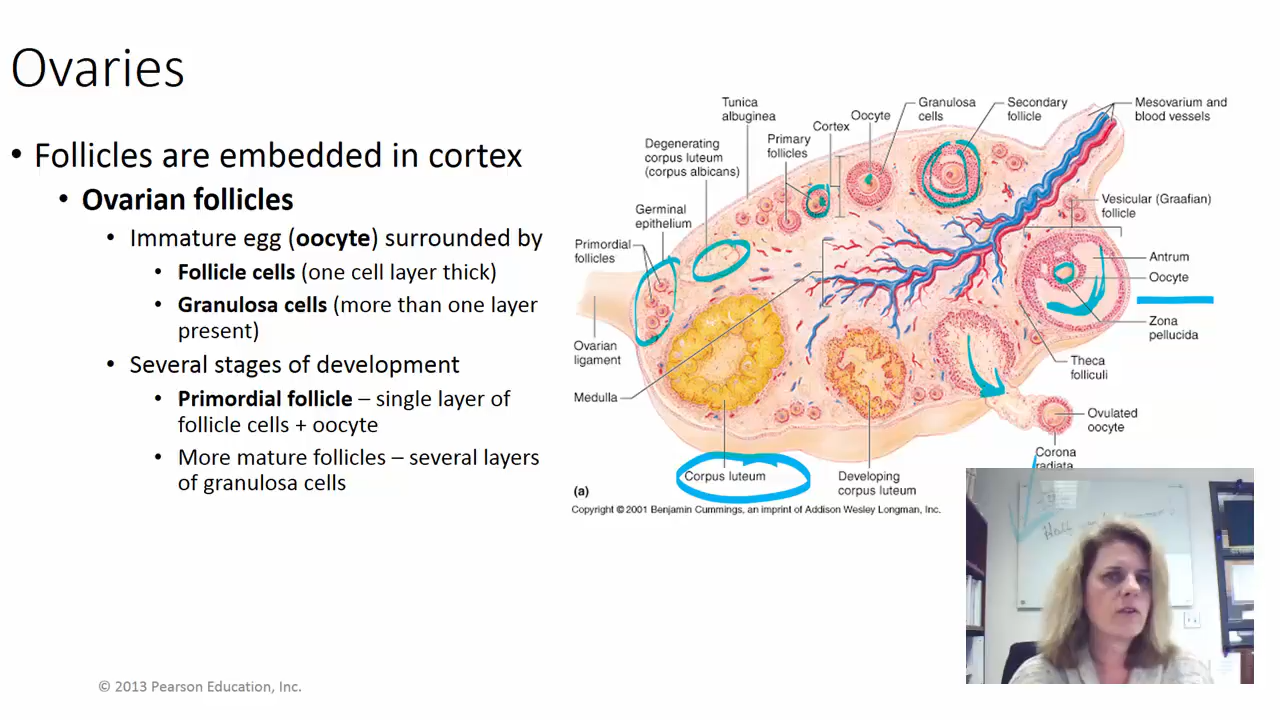 Ovaries
• Follicles are embedded in cortex
• Ovarian follicles
• Immature egg (oocyte) surrounded by
• Follicle cells (one cell layer thick)
• Granulosa cells (more than one layer
present)
• Several stages of development
• Primordial follicle – single layer of
follicle cells + oocyte
• More mature follicles – several layers
of granulosa cells
Tunica
albuginea
Degenerating
corpus luteum
(corpus albicans)
Germinal
epithelium
Primordial
follicles
Primary
follicles
Cortex
Oocyte
Granulosa
cells
Secondary
follicle
Mesovarium and
blood vessels
Vesicular (Graafian)
follicle
Antrum
Oocyte
Zona
pellucida
Theca
folliculi
Ovulated
oocyte
Corona
radiata
Ovarian
ligament
Medulla
Corpus luteum
Developing
corpus luteum
(a)
Copyright © 2001 Benjamin Cummings, an imprint of Addison Wesley Longman, Inc.
© 2013 Pearson Education, Inc.